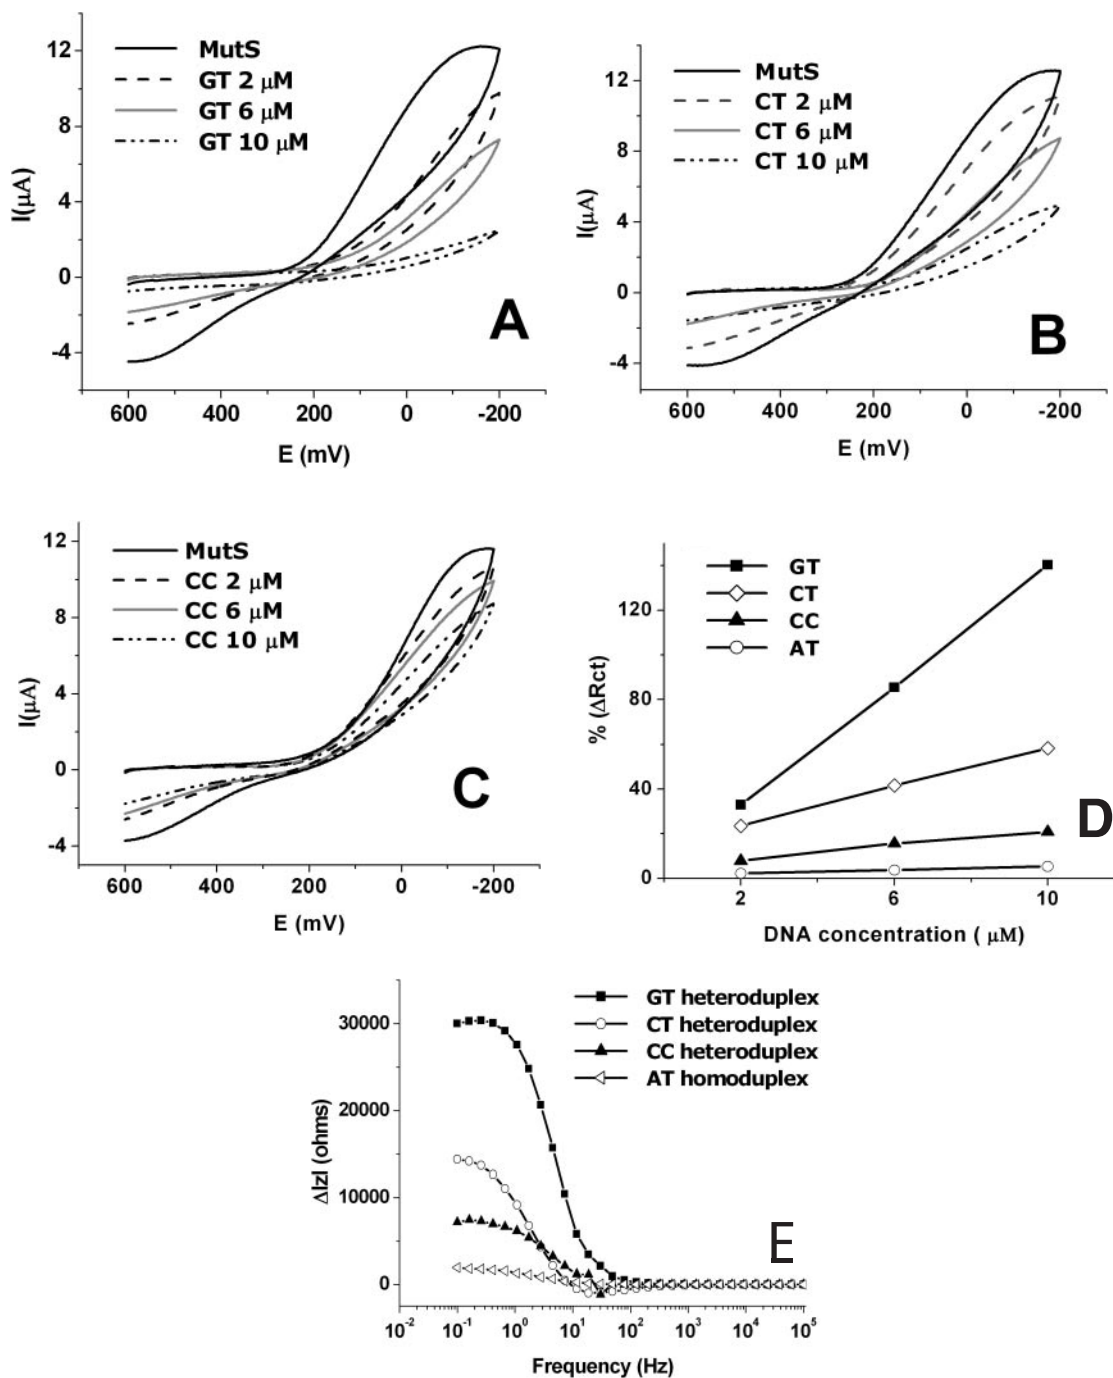 MutS
GT 2 μM
GT 6 μM
GT 10 μM
12
8
4
0
-4
I(μA)
600
400
200
0
-200
E (mV)
A
MutS
CT 2 μM
CT 6 μM
CT 10 μM
12
8
4
0
-4
I(μA)
600
400
200
0
-200
E (mV)
B
MutS
CC 2 μM
CC 6 μM
CC 10 μM
12
8
4
0
-4
I(μA)
600
400
200
0
-200
E (mV)
C
GT
CT
CC
AT
120
80
40
0
% (ΔRct)
2
6
10
DNA concentration ( μM)
D
GT heteroduplex
CT heteroduplex
CC heteroduplex
AT homoduplex
30000
20000
10000
0
ΔIzI (ohms)
10-2
10-1
100
101
102
103
104
105
Frequency (Hz)
E